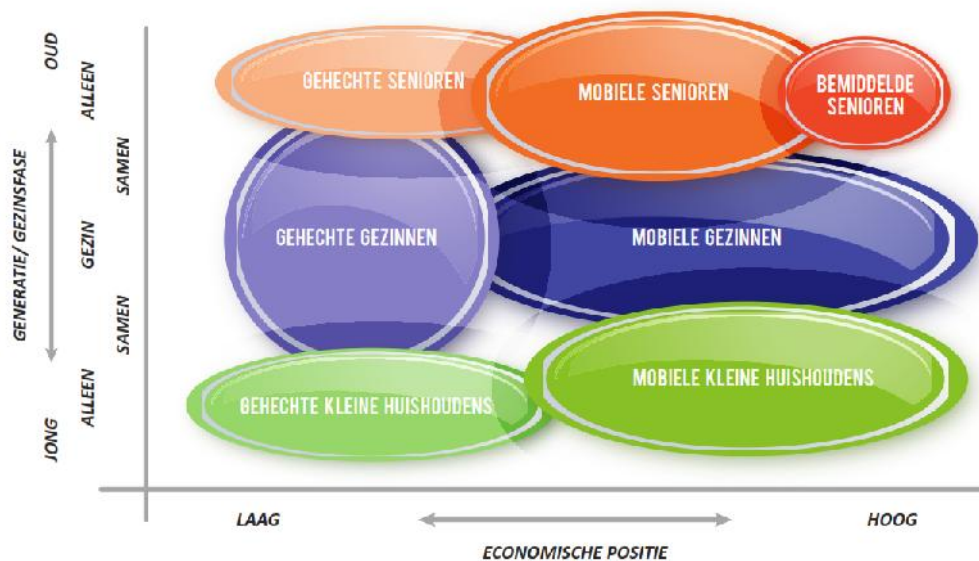 OUD
ALLEEN
SAMEN
GEZIN
SAMEN
ALLEEN
JONG
GENERATIE/ GEZINSFASE
GEHECHTE SENIOREN
MOBIELE SENIOREN
BEMIDDELDE
SENIOREN
GEHECHTE GEZINNEN
MOBIELE GEZINNEN
GEHECHTE KLEINE HUISHOUDENS
MOBIELE KLEINE HUISHOUDENS
LAAG
HOOG
ECONOMISCHE POSITIE